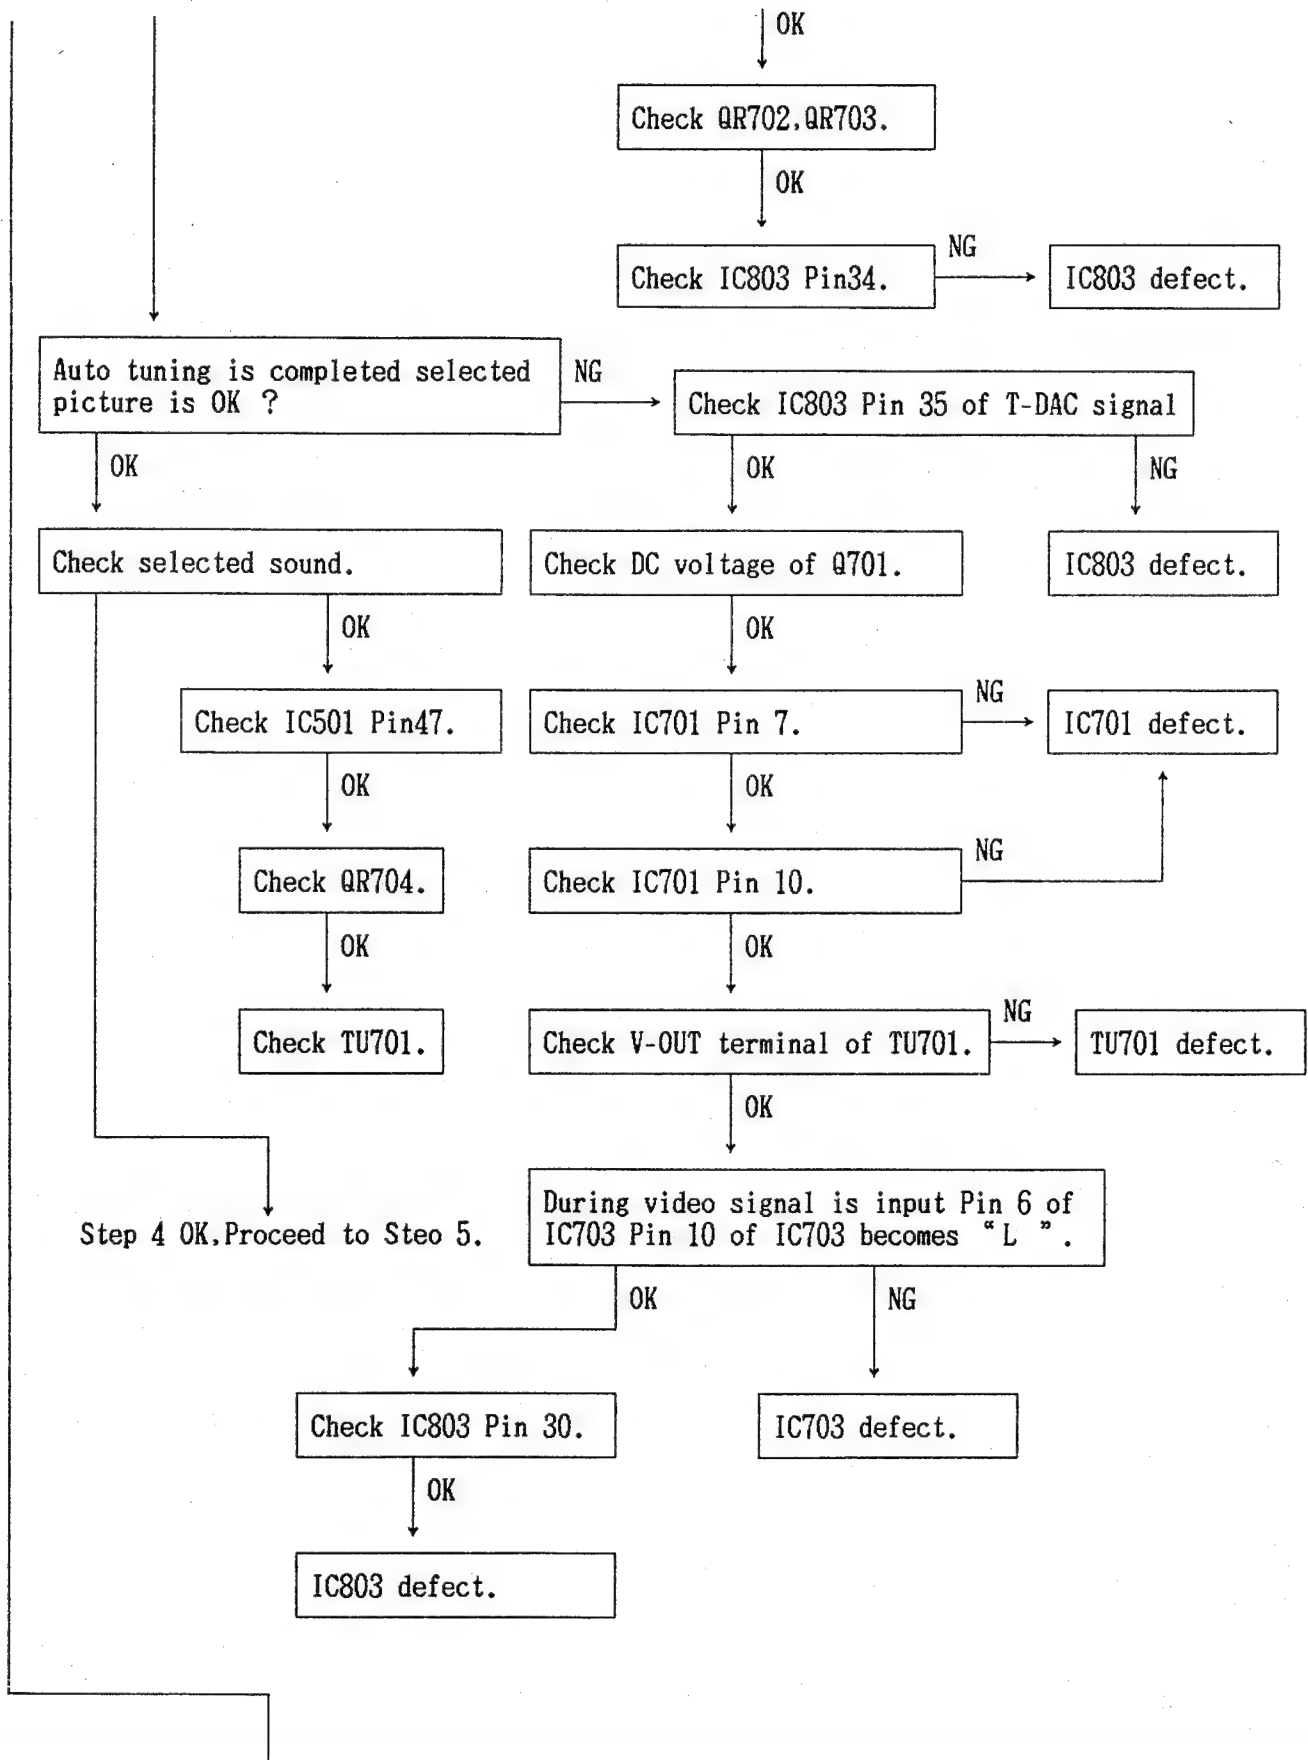 OK
Check QR702,QR703.
OK
Check IC803 Pin34.
NG
IC803 defect.
Auto tuning is completed selected
picture is OK ?
NG
Check IC803 Pin 35 of T-DAC signal
OK
OK
NG
Check selected sound.
Check DC voltage of Q701.
IC803 defect.
OK
OK
Check IC501 Pin47.
Check IC701 Pin 7.
NG
IC701 defect.
OK
OK
Check QR704.
Check IC701 Pin 10.
NG
OK
OK
Check TU701.
Check V-OUT terminal of TU701.
NG
TU701 defect.
OK
During video signal is input Pin 6 of
IC703 Pin 10 of IC703 becomes “L ”.
Step 4 OK,Proceed to Steo 5.
OK
NG
Check IC803 Pin 30.
IC703 defect.
OK
IC803 defect.